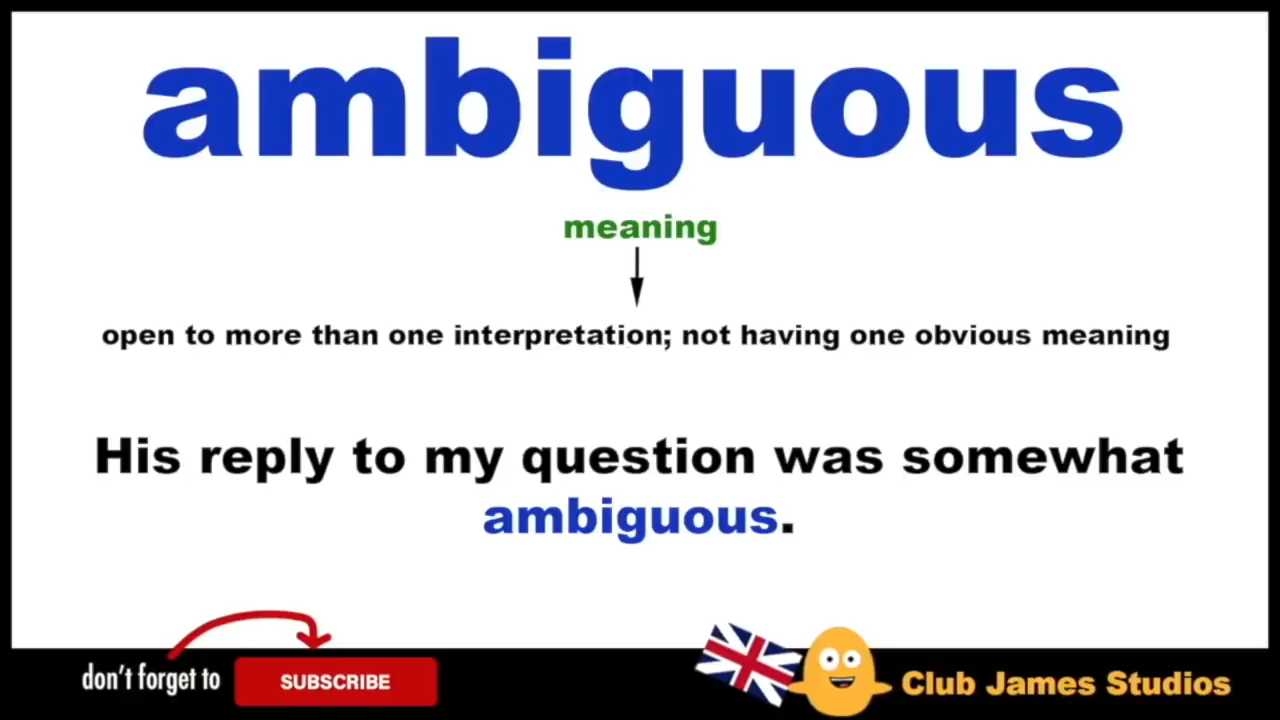 ambiguous
meaning
open to more than one interpretation; not having one obvious meaning
His reply to my question was somewhat
ambiguous.
don't forget to
SUBSCRIBE
Club James Studios